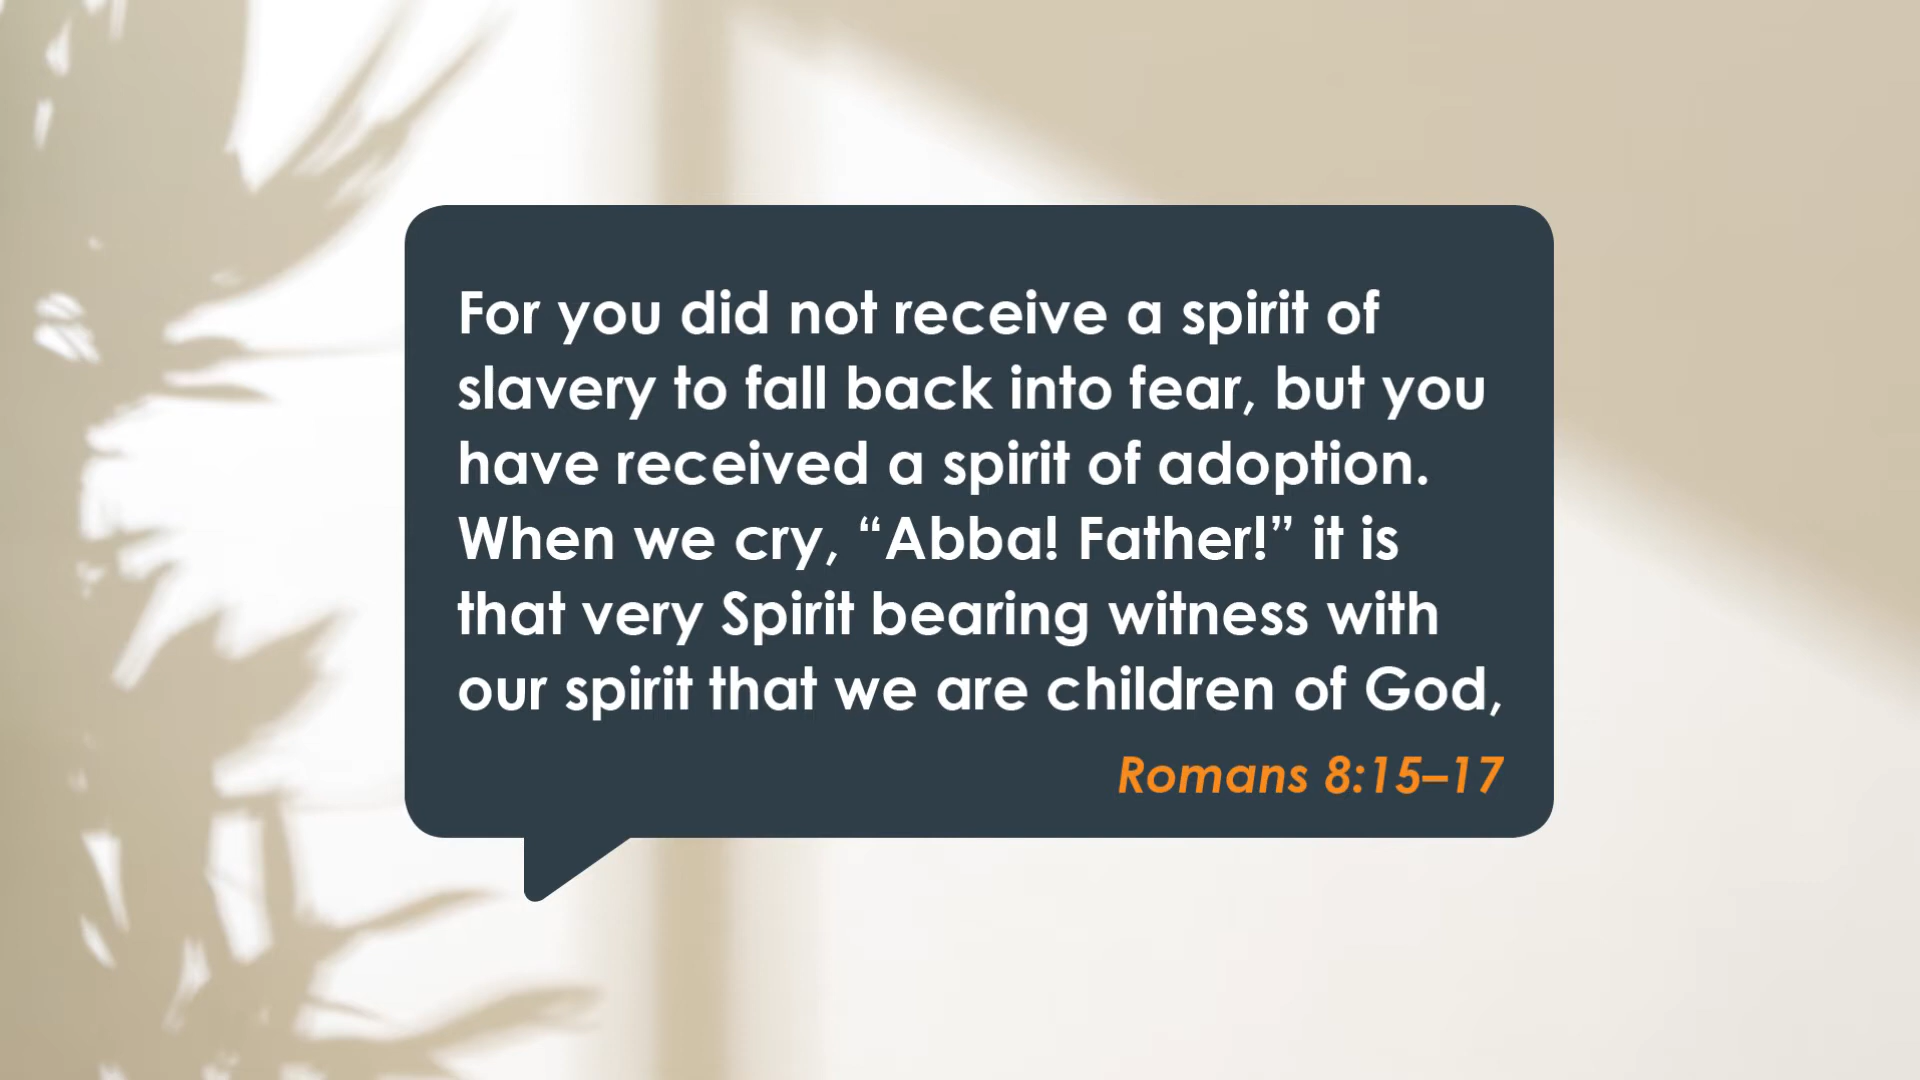 For you did not receive a spirit of
slavery to fall back into fear, but you
have received a spirit of adoption.
When we cry, “Abba! Father!” it is
that very Spirit bearing witness with
our spirit that we are children of God,
Romans 8:15–17